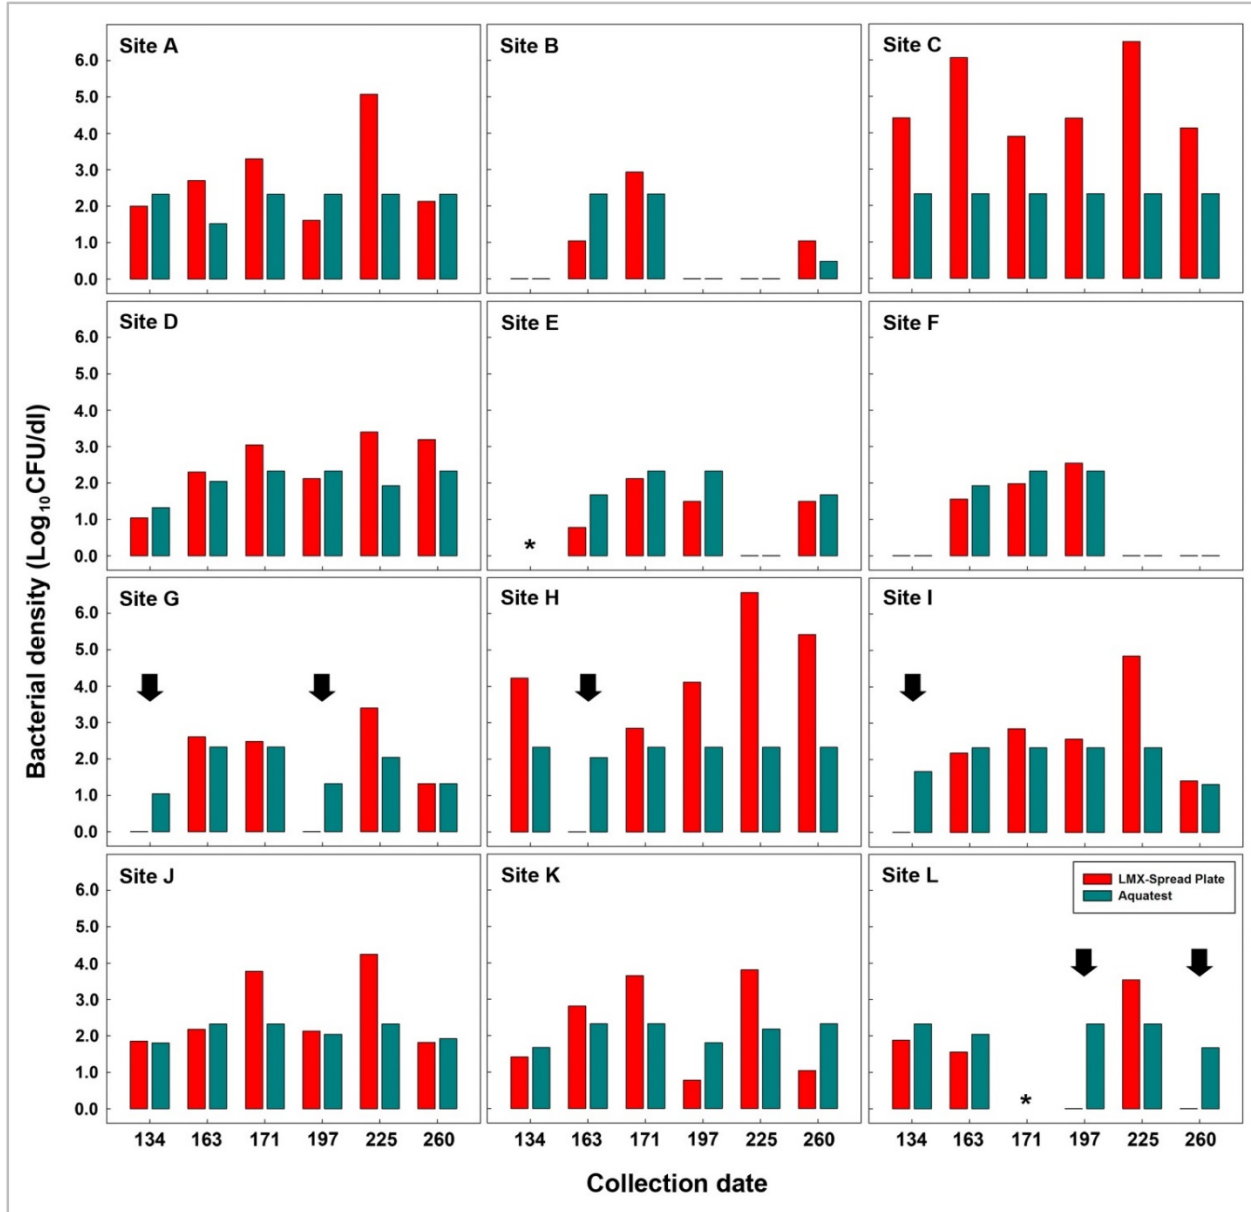 Site A
Site B
Site C
6.0
5.0
4.0
3.0
2.0
1.0
0.0
Site D
Site E
Site F
6.0
5.0
4.0
3.0
2.0
1.0
0.0
*
Site G
Site H
Site I
6.0
5.0
4.0
3.0
2.0
1.0
0.0
Site J
Site K
Site L
LMX-Spread Plate
Aquatest
6.0
5.0
4.0
3.0
2.0
1.0
0.0
*
134 163 171 197 225 260
134 163 171 197 225 260
134 163 171 197 225 260
Bacterial density (Log₁₀CFU/dl)
Collection date